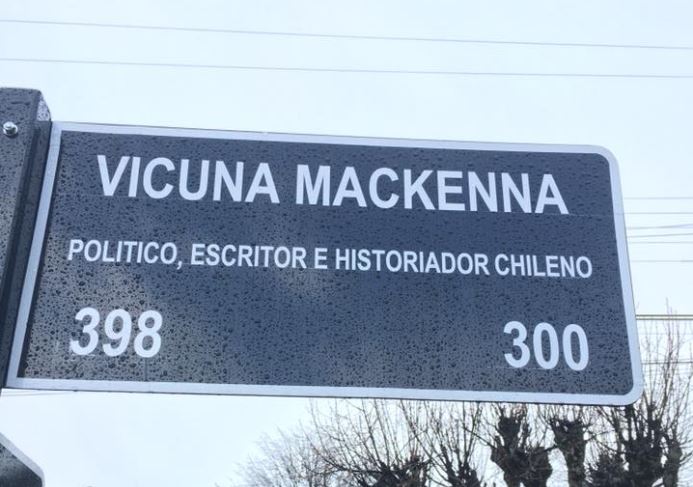 VICUNA MACKENNA
POLITICO, ESCRITOR E HISTORIADOR CHILENO
398 300